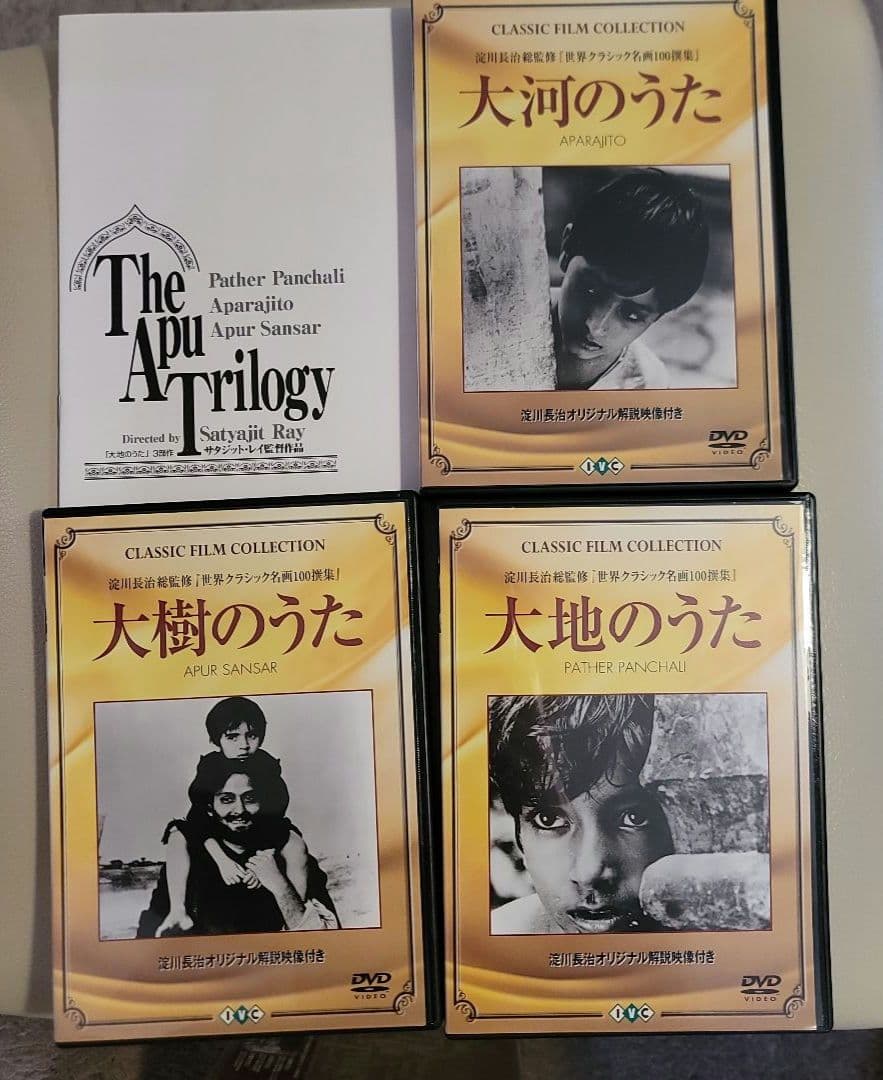 The
Apu
Trilogy
Pather Panchali
Aparajito
Apur Sansar
Directed by Satyajit Ray
「大地のうた」3部作 サタジット・レイ監督作品
CLASSIC FILM COLLECTION
淀川長治総監修『世界クラシック名画100撰集』
大河のうた
APARAJITO
淀川長治オリジナル解説映像付き
DVD
VIDEO
IVC
CLASSIC FILM COLLECTION
淀川長治総監修『世界クラシック名画100撰集』
大樹のうた
APUR SANSAR
淀川長治オリジナル解説映像付き
DVD
VIDEO
IVC
CLASSIC FILM COLLECTION
淀川長治総監修『世界クラシック名画100撰集』
大地のうた
PATHER PANCHALI
淀川長治オリジナル解説映像付き
DVD
VIDEO
IVC